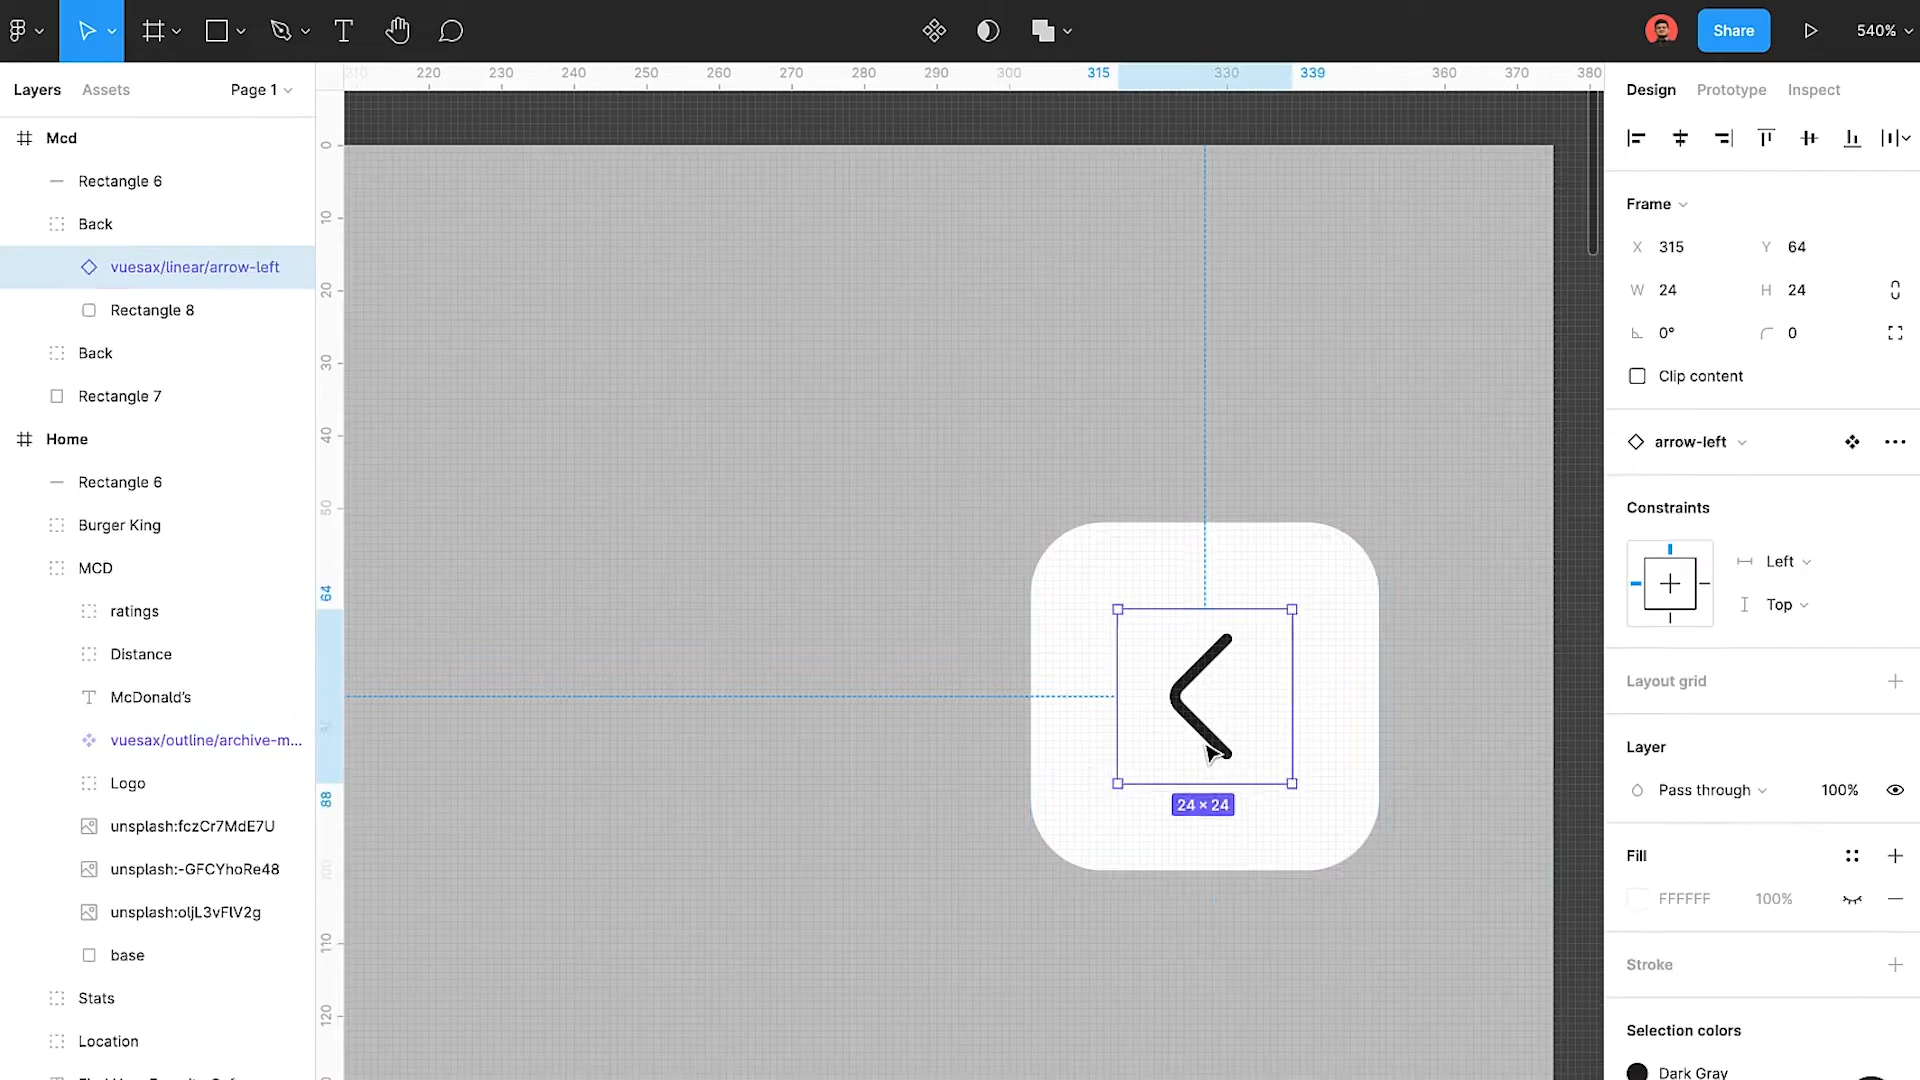 Share
540%
Layers
Assets
Page 1
210 220 230 240 250 260 270 280 290 300 315 330 339 360 370 380
Design
Prototype
Inspect
Mcd
Rectangle 6
Back
vuesax/linear/arrow-left
Rectangle 8
Back
Rectangle 7
Home
Rectangle 6
Burger King
MCD
ratings
Distance
McDonald's
vuesax/outline/archive-m...
Logo
unsplash:fczCr7MdE7U
unsplash:-GFCYhoRe48
unsplash:oljL3vFlV2g
base
Stats
Location
0
10
20
30
40
50
64
88
100
110
120
24 × 24
Frame
X 315
Y 64
W 24
H 24
0°
0
Clip content
arrow-left
Constraints
Left
Top
Layout grid
Layer
Pass through
100%
Fill
FFFFFF
100%
Stroke
Selection colors
Dark Gray